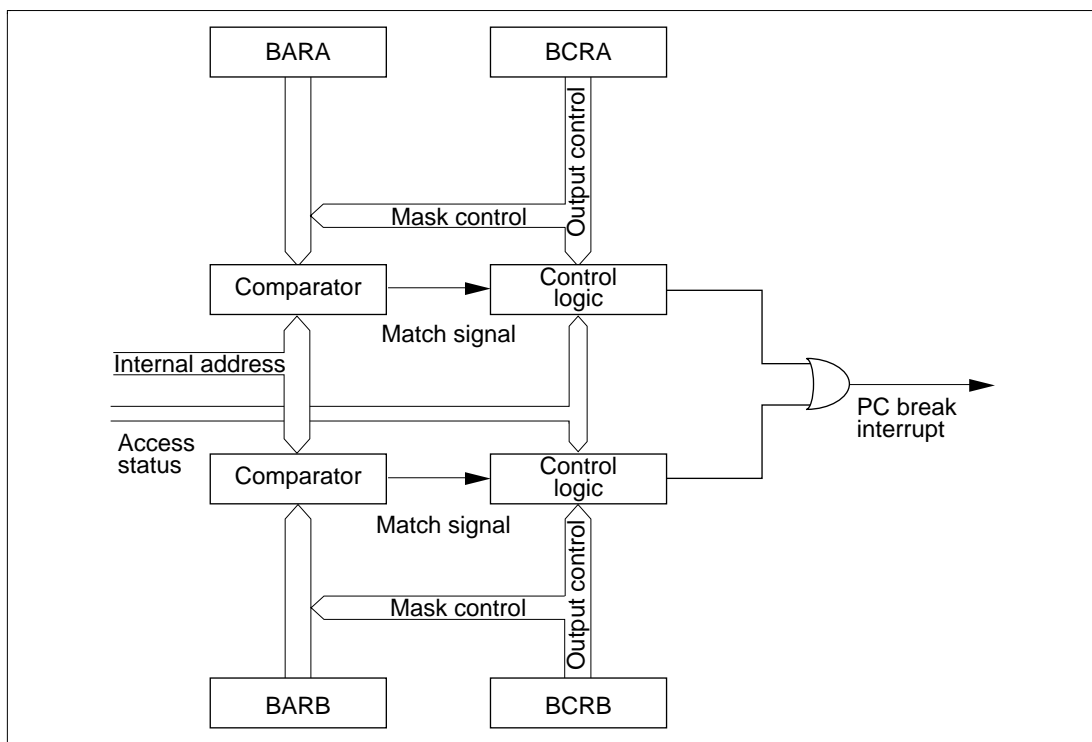 BARA
BCRA
Output control
Mask control
Comparator
Control
logic
Match signal
Internal address
Access
status
PC break
interrupt
Comparator
Control
logic
Match signal
Mask control
Output control
BARB
BCRB